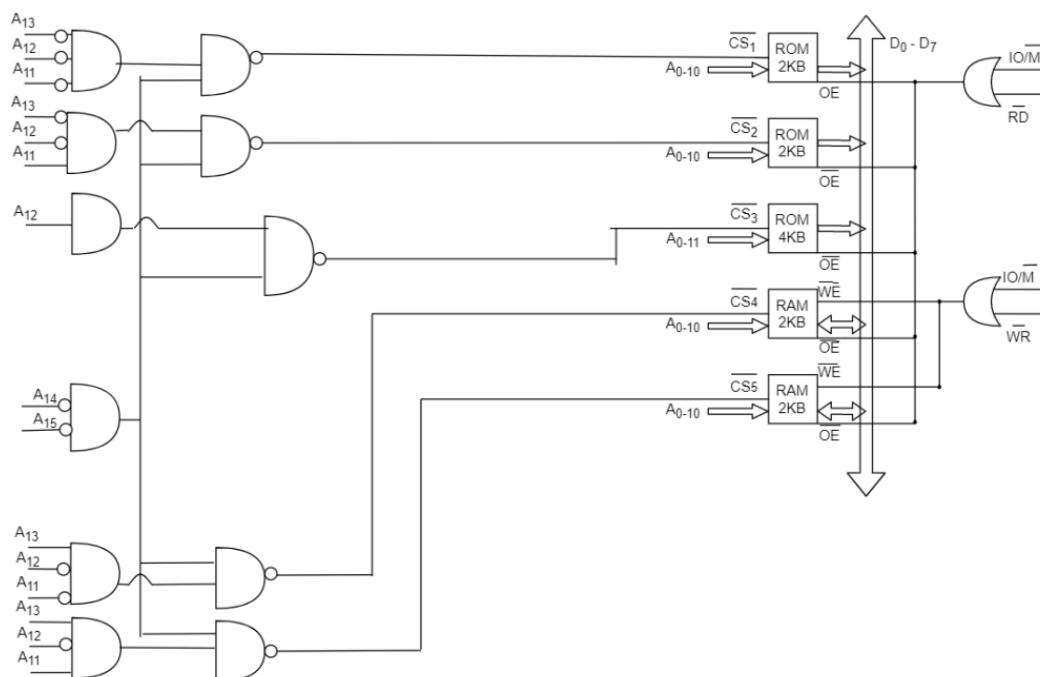 A13
A12
A11
A13
A12
A11
A12
A14
A15
A13
A12
A11
A13
A12
A11
CS1
A0-10
ROM
2KB
OE
CS2
A0-10
ROM
2KB
OE
CS3
A0-11
ROM
4KB
OE
CS4
A0-10
RAM
2KB
WE
OE
CS5
A0-10
RAM
2KB
WE
OE
D0 - D7
IO/M
RD
IO/M
WR